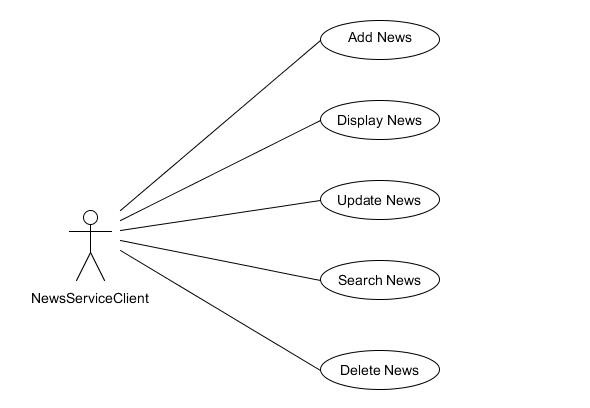 Add News
Display News
Update News
Search News
NewsServiceClient
Delete News